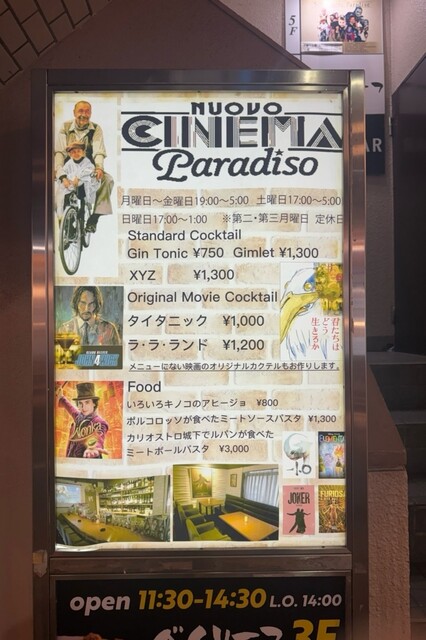 5F
NUOVO
CINEMA
Paradiso
月曜日～金曜日19:00～5:00 土曜日17:00～5:00
日曜日17:00～1:00 ※第二・第三月曜日 定休日
Standard Cocktail
Gin Tonic ¥750 Gimlet ¥1,300
XYZ ¥1,300
Original Movie Cocktail
タイタニック ¥1,000
ラ・ラ・ランド ¥1,200
メニューにない映画のオリジナルカクテルもお作りします。
君たちは
どう
生きるか
4
Wonka
Food
いろいろキノコのアヒージョ ¥800
ポルコロッソが食べたミートソースパスタ ¥1,300
カリオストロ城下でルパンが食べた
ミートボールパスタ ¥3,000
-1.0
JOKER
FURIOSA
AR
open 11:30-14:30 L.O. 14:00
3F